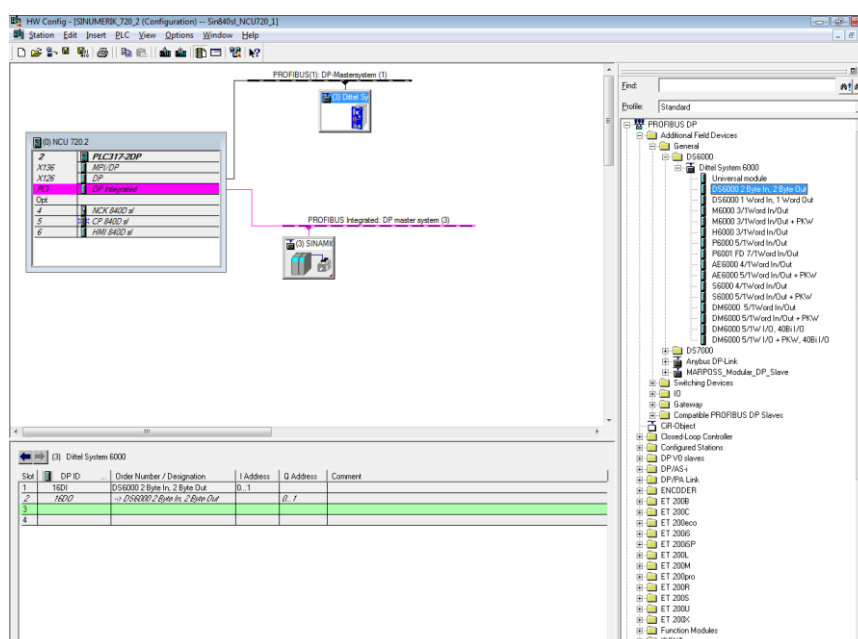 HW Config - [SINUMERIK_720_2 (Configuration) -- Sin840sl_NCU720_1]
Station Edit Insert PLC View Options Window Help
PROFIBUS(1): DP-Mastersystem (1)
(3) Dittel Sy
(0) NCU 720.2
2 PLC317-2DP
X136 MPI/DP
X126 DP
PCI DP Integrated
Opt
4 NCK 840D sl
5 CP 840D sl
6 HMI 840D sl
PROFIBUS Integrated: DP master system (3)
(3) SINAMI
Find:
Profile: Standard
PROFIBUS DP
Additional Field Devices
General
DS6000
Dittel System 6000
Universal module
DS6000 2 Byte In, 2 Byte Out
DS6000 1 Word In, 1 Word Out
M6000 3/1Word In/Out
M6000 3/1Word In/Out + PKW
H6000 3/1Word In/Out
P6000 5/1Word In/Out
P6001 FD 7/1Word In/Out
AE6000 4/1Word In/Out
AE6000 5/1Word In/Out + PKW
S6000 4/1Word In/Out
S6000 5/1Word In/Out + PKW
DM6000 5/1Word In/Out
DM6000 5/1Word In/Out + PKW
DM6000 5/1W I/O, 40Bi I/O
DM6000 5/1W I/O + PKW, 40Bi I/O
DS7000
Anybus DP-Link
MARPOSS_Modular_DP_Slave
Switching Devices
IO
Gateway
Compatible PROFIBUS DP Slaves
CiR-Object
Closed-Loop Controller
Configured Stations
DP V0 slaves
DP/AS-i
DP/PA Link
ENCODER
ET 200B
ET 200C
ET 200eco
ET 200iS
ET 200iSP
ET 200L
ET 200M
ET 200pro
ET 200R
ET 200S
ET 200U
ET 200X
Function Modules
(3) Dittel System 6000
Slot DP ID ... Order Number / Designation I Address Q Address Comment
1 16DI DS6000 2 Byte In, 2 Byte Out 0...1
2 16DO --> DS6000 2 Byte In, 2 Byte Out 0...1
3
4